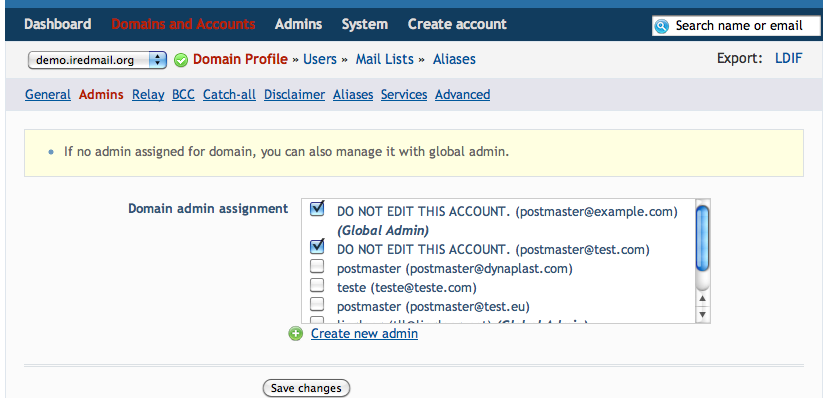 Dashboard Domains and Accounts Admins System Create account Search name or email
demo.iredmail.org Domain Profile » Users » Mail Lists » Aliases Export: LDIF
General Admins Relay BCC Catch-all Disclaimer Aliases Services Advanced
• If no admin assigned for domain, you can also manage it with global admin.
Domain admin assignment DO NOT EDIT THIS ACCOUNT. (postmaster@example.com)
(Global Admin)
DO NOT EDIT THIS ACCOUNT. (postmaster@test.com)
postmaster (postmaster@dynaplast.com)
teste (teste@teste.com)
postmaster (postmaster@test.eu)
(Global Admin)
Create new admin
Save changes